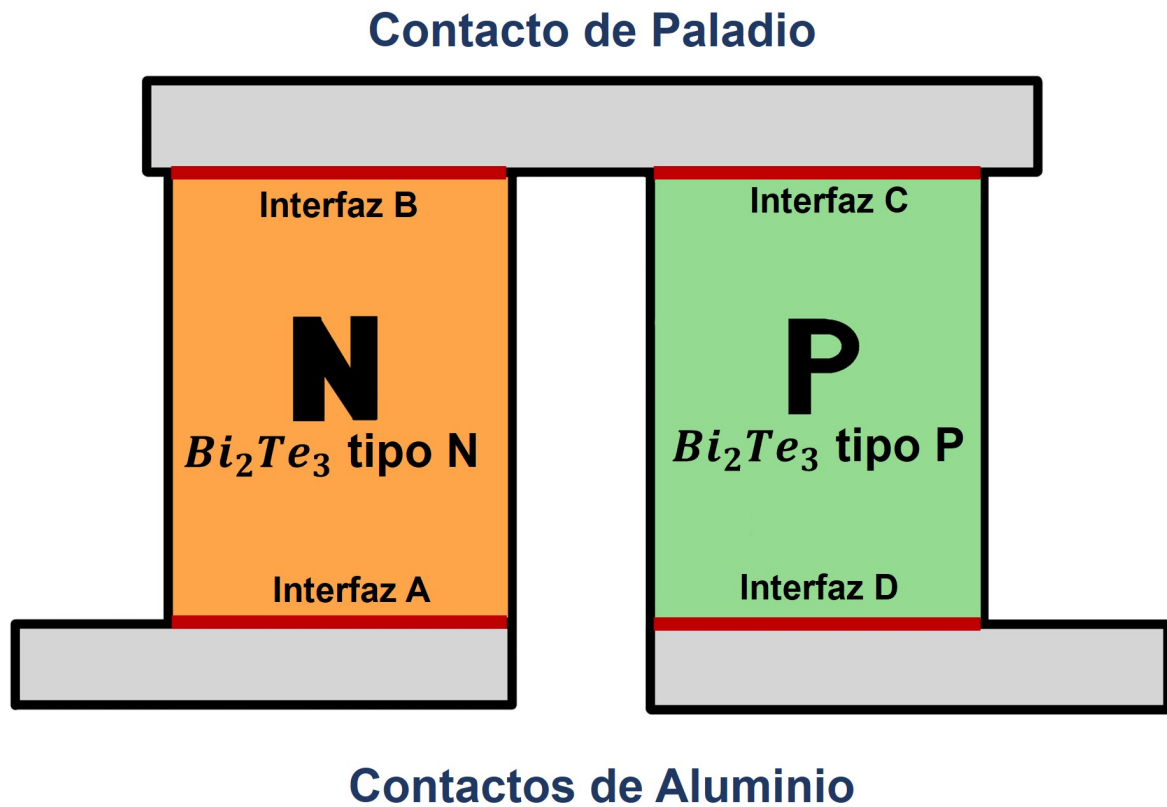 Contacto de Paladio
Interfaz B
Interfaz C
N
P
Bi₂Te₃ tipo N
Bi₂Te₃ tipo P
Interfaz A
Interfaz D
Contactos de Aluminio